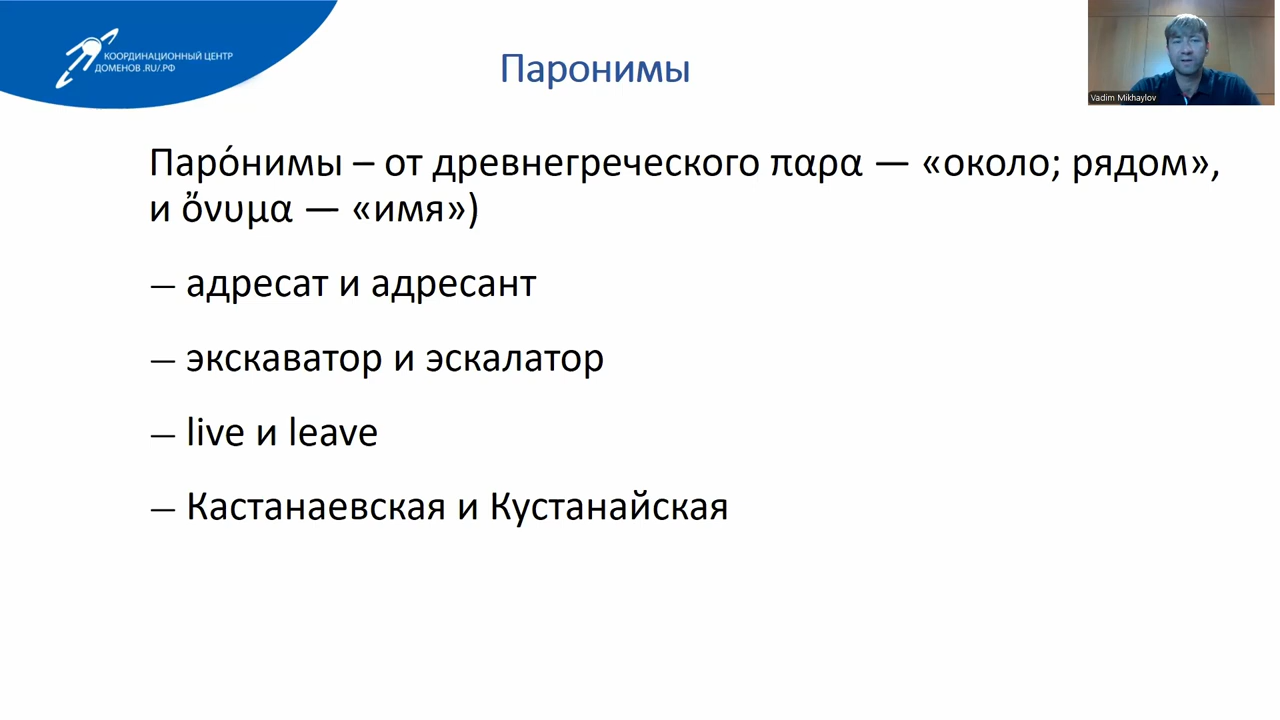 КООРДИНАЦИОННЫЙ ЦЕНТР
ДОМЕНОВ .RU/.РФ
Паронимы
Vadim Mikhaylov
Паро́нимы – от древнегреческого παρα — «около; рядом»,
и ὄνυμα — «имя»)
— адресат и адресант
— экскаватор и эскалатор
— live и leave
— Кастанаевская и Кустанайская